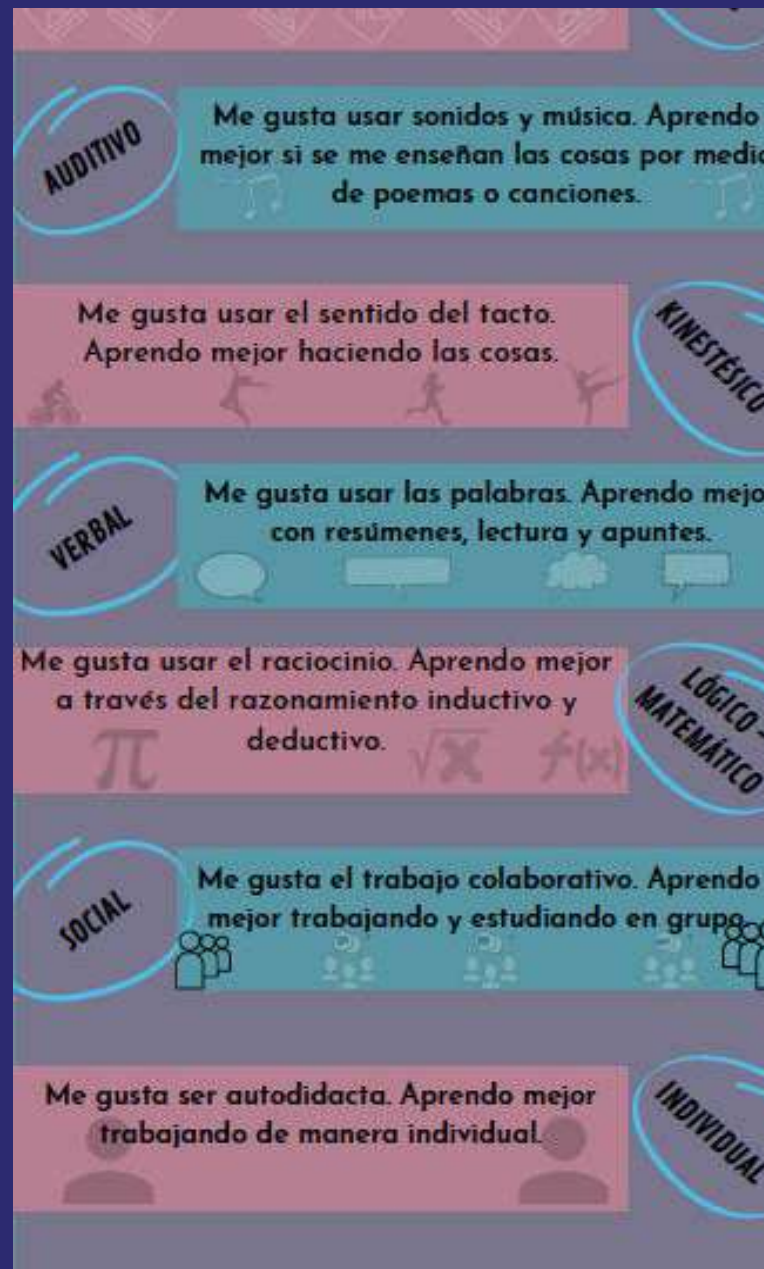 AUDITIVO
Me gusta usar sonidos y música. Aprendo
mejor si se me enseñan las cosas por medio
de poemas o canciones.
Me gusta usar el sentido del tacto.
Aprendo mejor haciendo las cosas.
KINESTÉSICO
VERBAL
Me gusta usar las palabras. Aprendo mejo
con resúmenes, lectura y apuntes.
Me gusta usar el raciocinio. Aprendo mejor
a través del razonamiento inductivo y
deductivo.
π √x f(x)
LÓGICO-
MATEMÁTICO
SOCIAL
Me gusta el trabajo colaborativo. Aprendo
mejor trabajando y estudiando en grupo.
Me gusta ser autodidacta. Aprendo mejor
trabajando de manera individual.
INDIVIDUAL